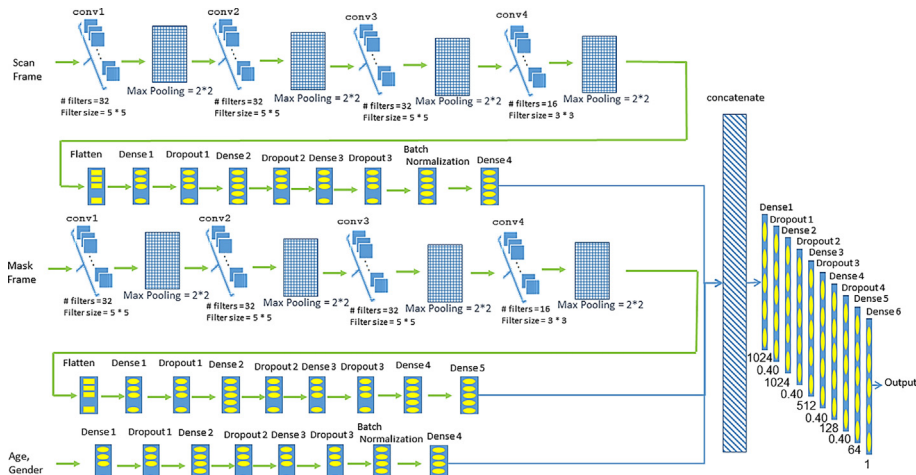 conv1 conv2 conv3 conv4
Scan
Frame
Max Pooling = 2*2 Max Pooling = 2*2 Max Pooling = 2*2 Max Pooling = 2*2
# filters =32 # filters =32 # filters =32 # filters =16
Filter size = 5 * 5 Filter size = 5 * 5 Filter size = 5 * 5 Filter size = 3 * 3
concatenate
Flatten Dense 1 Dropout 1 Dense 2 Dropout 2 Dense 3 Dropout 3 Batch Normalization Dense 4
conv1 conv2 conv3 conv4
Mask
Frame
Max Pooling = 2*2 Max Pooling = 2*2 Max Pooling = 2*2 Max Pooling = 2*2
# filters =32 # filters =32 # filters =32 # filters =16
Filter size = 5 * 5 Filter size = 5 * 5 Filter size = 5 * 5 Filter size = 3 * 3
Flatten Dense 1 Dropout 1 Dense 2 Dropout 2 Dense 3 Dropout 3 Dense 4 Dense 5
Age,
Gender
Dense 1 Dropout 1 Dense 2 Dropout 2 Dense 3 Dropout 3 Batch Normalization Dense 4
Dense1
Dropout 1
Dense 2
Dropout 2
Dense 3
Dropout 3
Dense 4
Dropout 4
Dense 5
Dense 6
1024
0.40
1024
0.40
512
0.40
128
0.40
64
1
Output